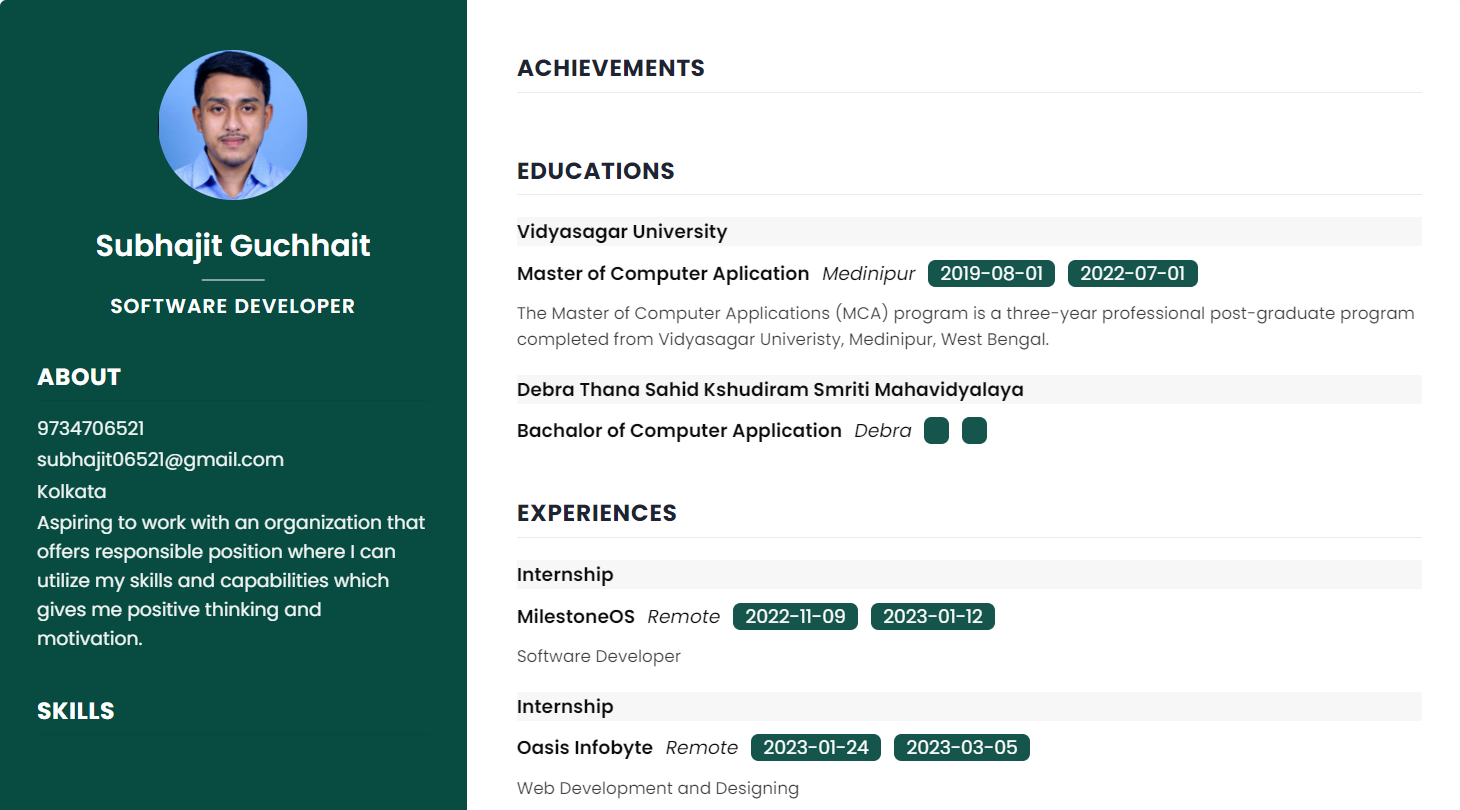 Subhajit Guchhait
SOFTWARE DEVELOPER
ABOUT
9734706521
subhajit06521@gmail.com
Kolkata
Aspiring to work with an organization that
offers responsible position where I can
utilize my skills and capabilities which
gives me positive thinking and
motivation.
SKILLS
ACHIEVEMENTS
EDUCATIONS
Vidyasagar University
Master of Computer Aplication Medinipur 2019-08-01 2022-07-01
The Master of Computer Applications (MCA) program is a three-year professional post-graduate program
completed from Vidyasagar Univeristy, Medinipur, West Bengal.
Debra Thana Sahid Kshudiram Smriti Mahavidyalaya
Bachalor of Computer Application Debra
EXPERIENCES
Internship
MilestoneOS Remote 2022-11-09 2023-01-12
Software Developer
Internship
Oasis Infobyte Remote 2023-01-24 2023-03-05
Web Development and Designing